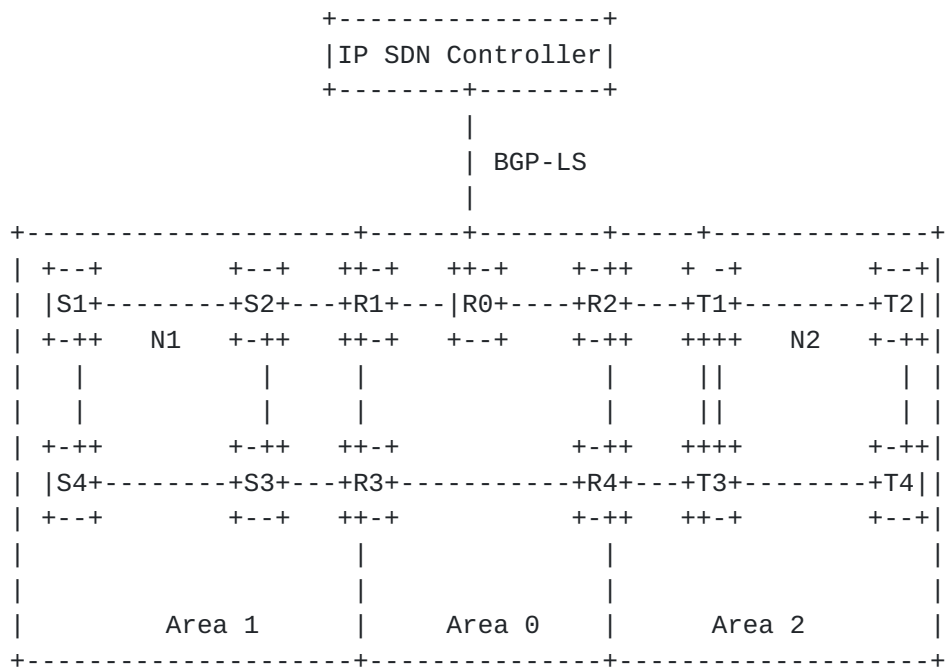 IP SDN Controller
BGP-LS
S1 S2 R1 R0 R2 T1 T2
N1 N2
S4 S3 R3 R4 T3 T4
Area 1 Area 0 Area 2